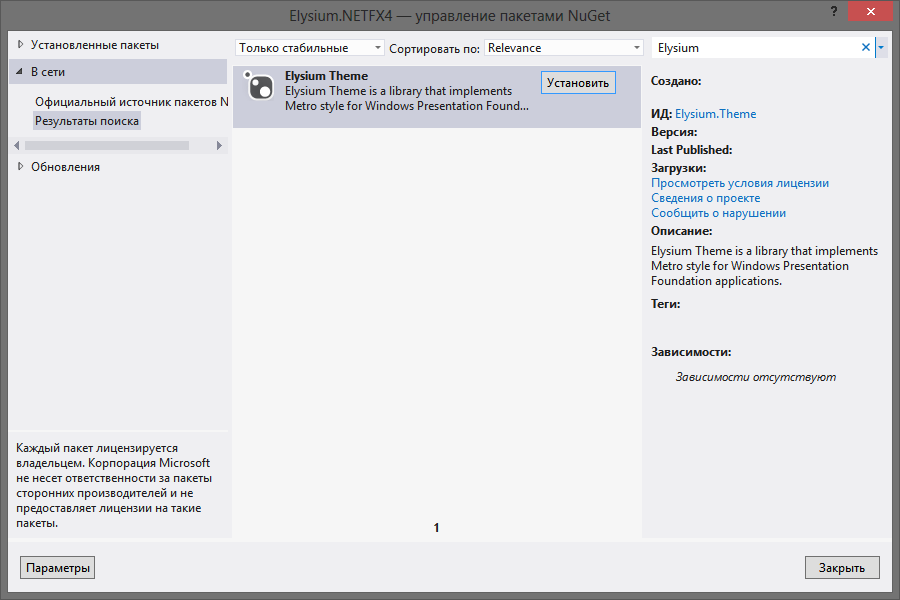 Elysium.NETFX4 — управление пакетами NuGet
?
Установленные пакеты
В сети
Официальный источник пакетов N
Результаты поиска
Обновления
Каждый пакет лицензируется
владельцем. Корпорация Microsoft
не несет ответственности за пакеты
сторонних производителей и не
предоставляет лицензии на такие
пакеты.
Только стабильные
Сортировать по: Relevance
Elysium Theme
Elysium Theme is a library that implements
Metro style for Windows Presentation Found...
Установить
1
Elysium
Создано:
ИД: Elysium.Theme
Версия:
Last Published:
Загрузки:
Просмотреть условия лицензии
Сведения о проекте
Сообщить о нарушении
Описание:
Elysium Theme is a library that implements
Metro style for Windows Presentation
Foundation applications.
Теги:
Зависимости:
Зависимости отсутствуют
Параметры
Закрыть